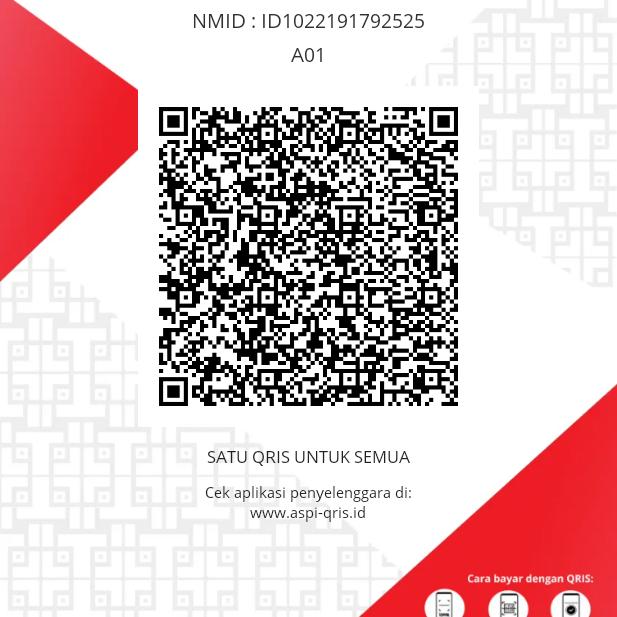 NMID : ID1022191792525
A01
SATU QRIS UNTUK SEMUA
Cek aplikasi penyelenggara di:
www.aspi-qris.id
Cara bayar dengan QRIS: